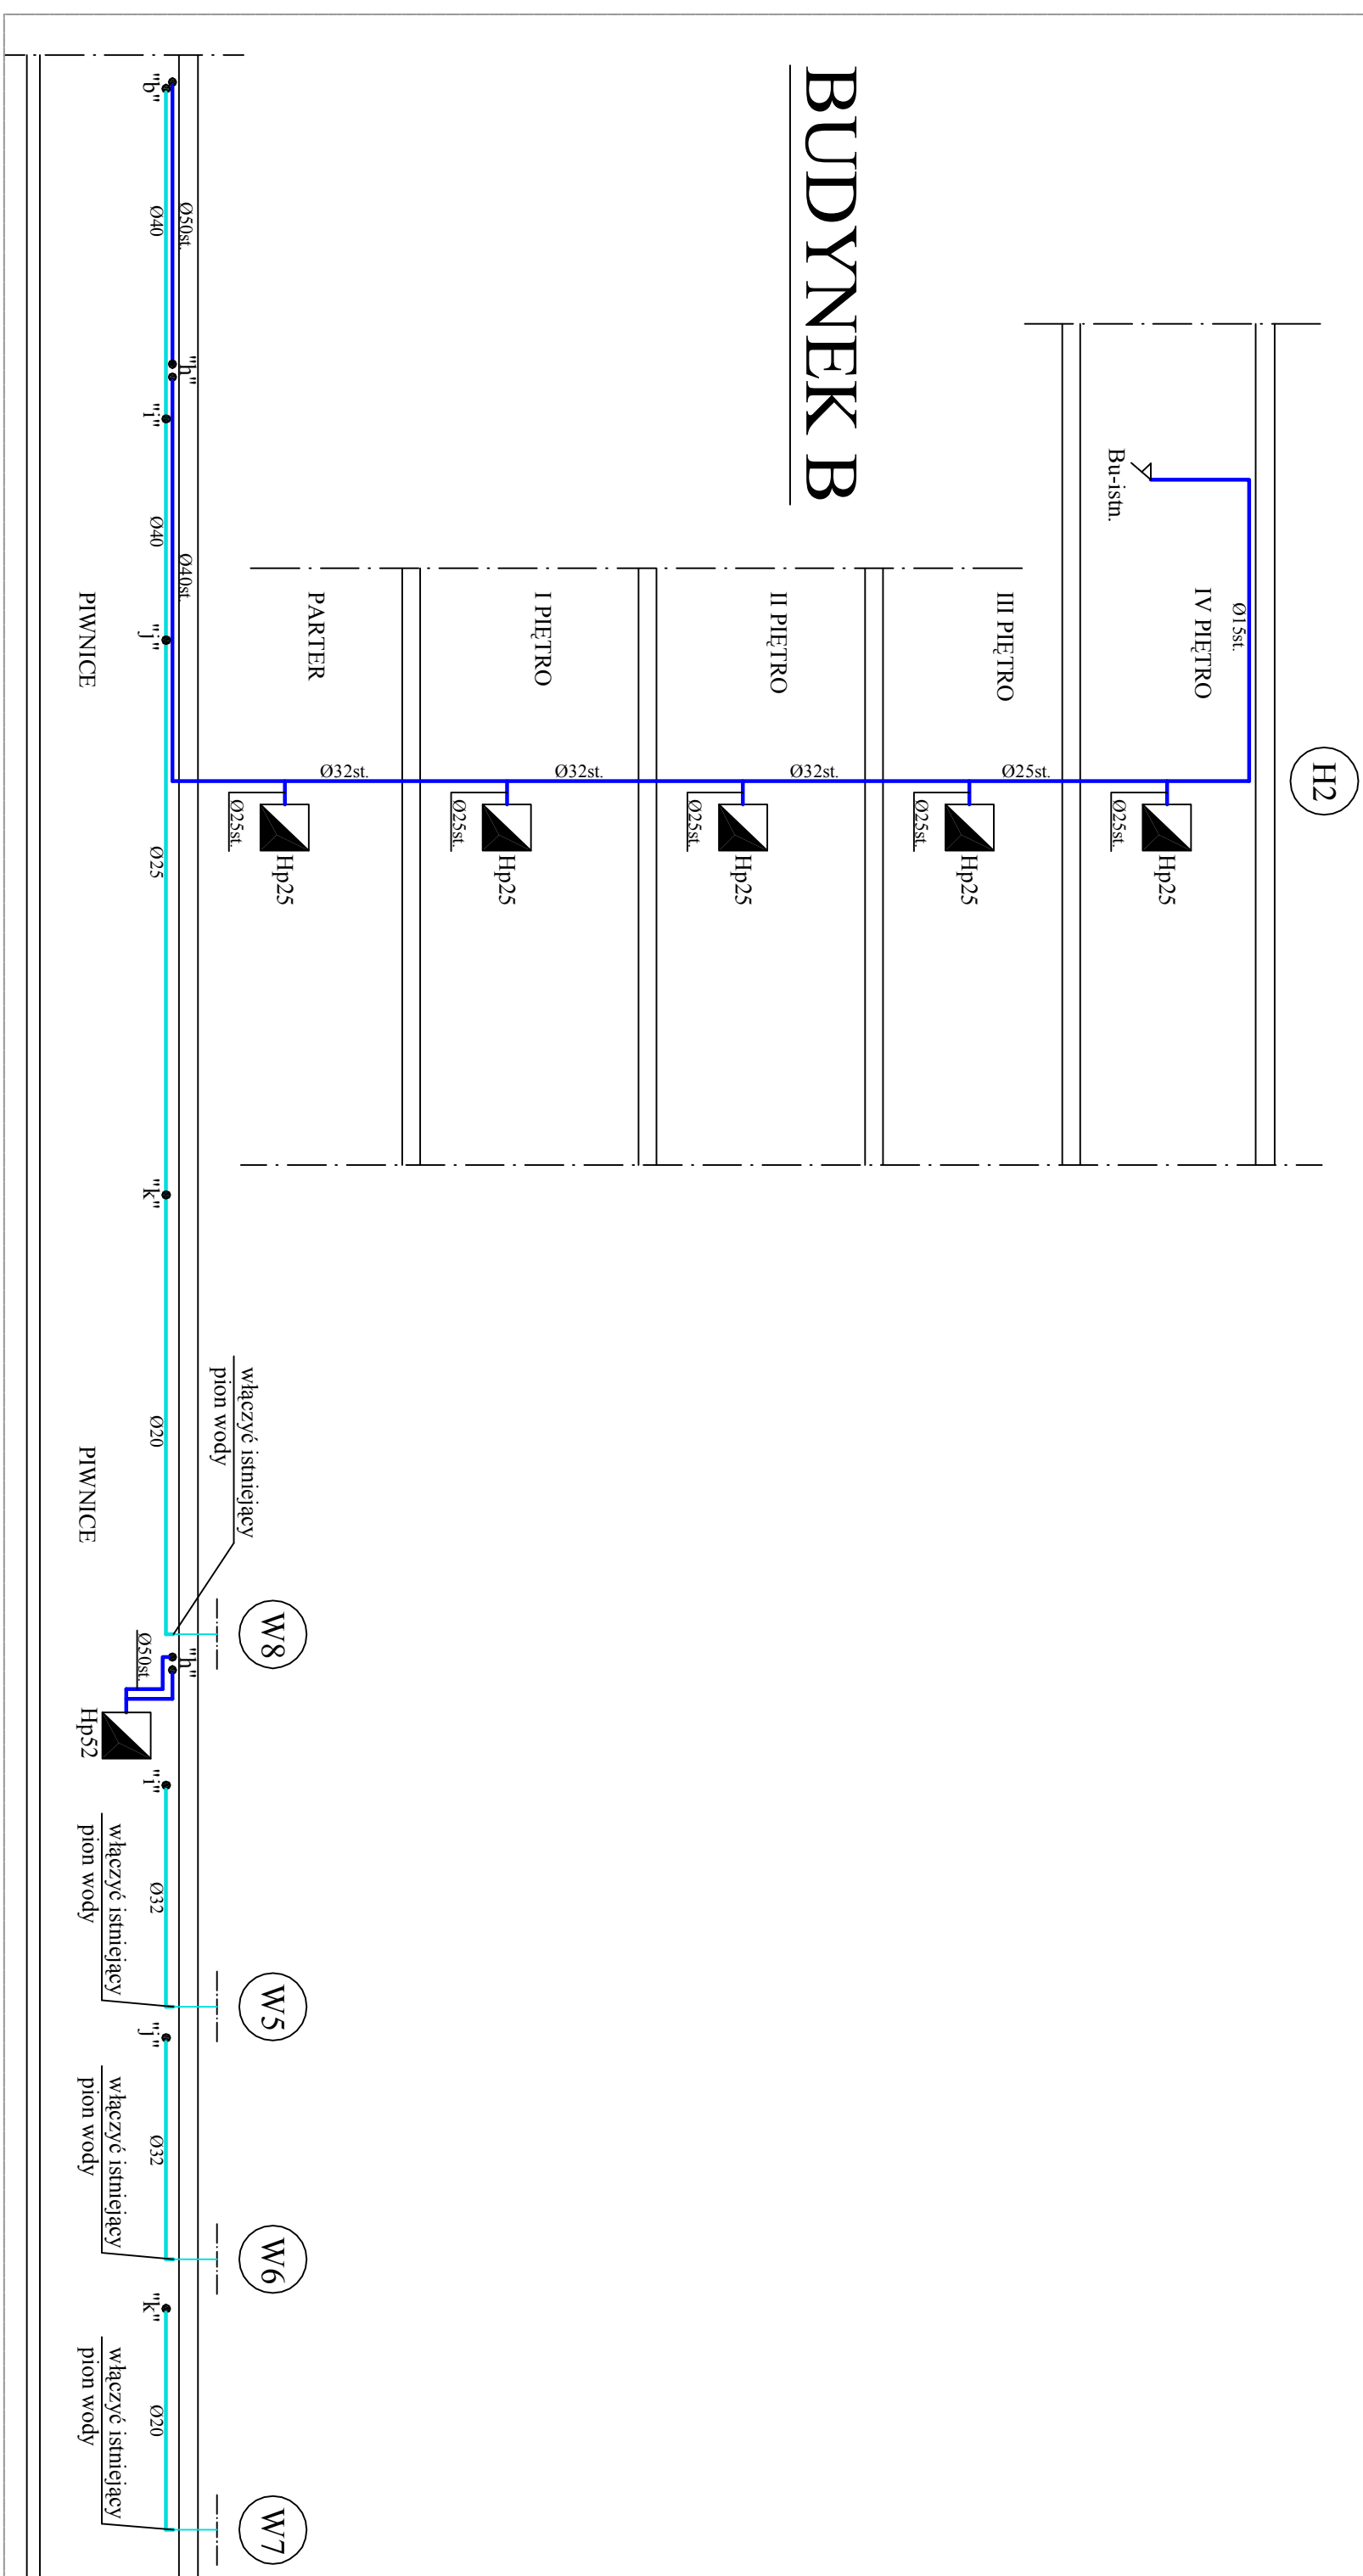 BUDYNEK B
H2
Ø15st.
IV PIĘTRO
Bu-istn.
Hp25
Ø25st.
III PIĘTRO
Ø25st.
Hp25
Ø25st.
II PIĘTRO
Ø32st.
Hp25
Ø25st.
I PIĘTRO
Ø32st.
Hp25
Ø25st.
PARTER
Ø32st.
Hp25
Ø25st.
włączyć istniejący
pion wody
W8
W5
W6
W7
Ø50st.
"h"
Ø40st.
"h"
"b"
Ø40
"i"
Ø40
"j"
Ø25
"k"
Ø20
Ø50st.
"i"
Ø32
"j"
Ø32
"k"
Ø20
PIWNICE
PIWNICE
Hp52
włączyć istniejący
pion wody
włączyć istniejący
pion wody
włączyć istniejący
pion wody